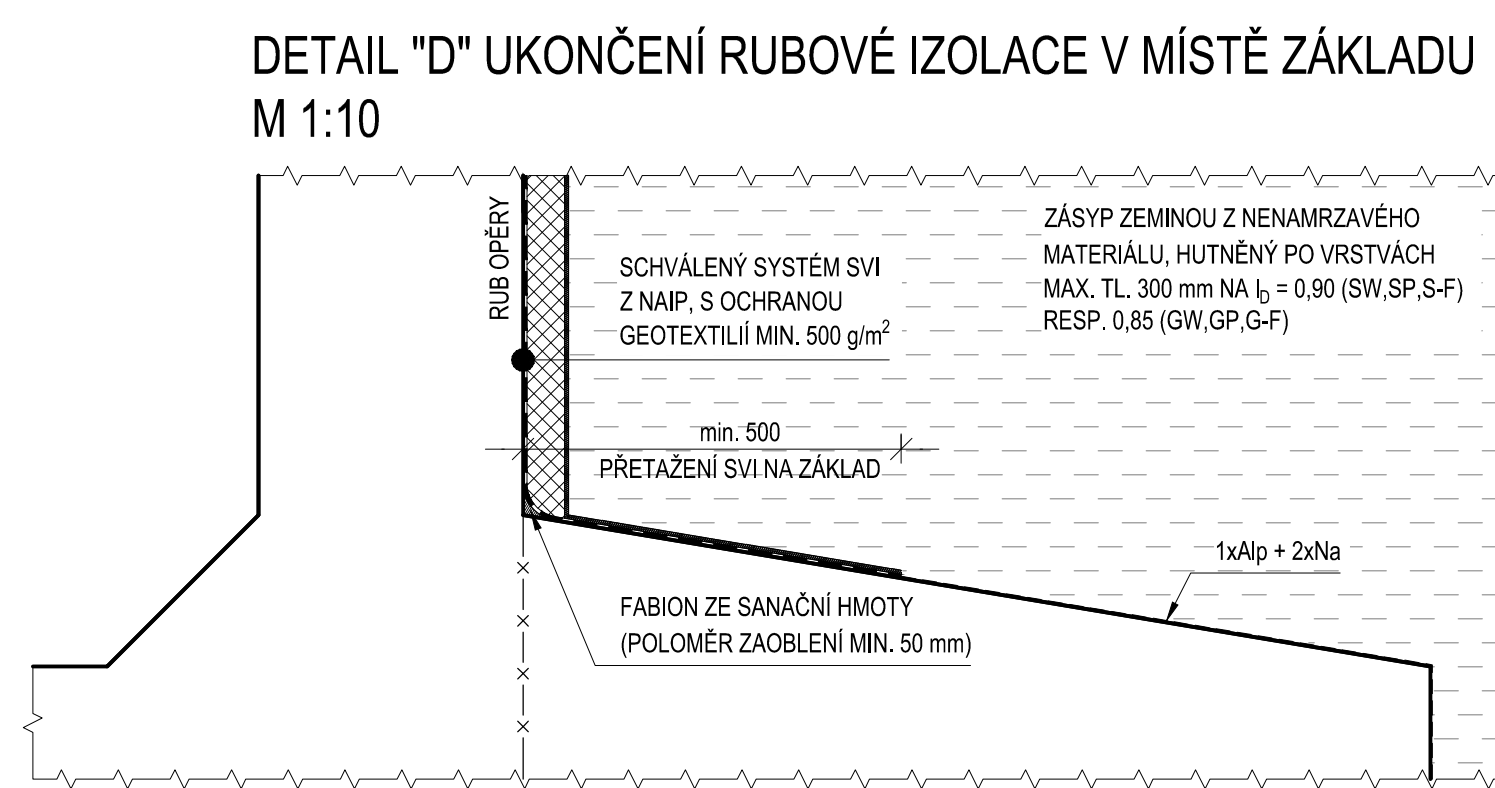 DETAIL "D" UKONČENÍ RUBOVÉ IZOLACE V MÍSTĚ ZÁKLADU
M 1:10
RUB OPĚRY
SCHVÁLENÝ SYSTÉM SVI
Z NAIP, S OCHRANOU
GEOTEXTILIÍ MIN. 500 g/m²
ZÁSYP ZEMINOU Z NENAMRZAVÉHO
MATERIÁLU, HUTNĚNÝ PO VRSTVÁCH
MAX. TL. 300 mm NA I_D = 0,90 (SW,SP,S-F)
RESP. 0,85 (GW,GP,G-F)
min. 500
PŘETAŽENÍ SVI NA ZÁKLAD
1xAlp + 2xNa
FABION ZE SANAČNÍ HMOTY
(POLOMĚR ZAOBLENÍ MIN. 50 mm)